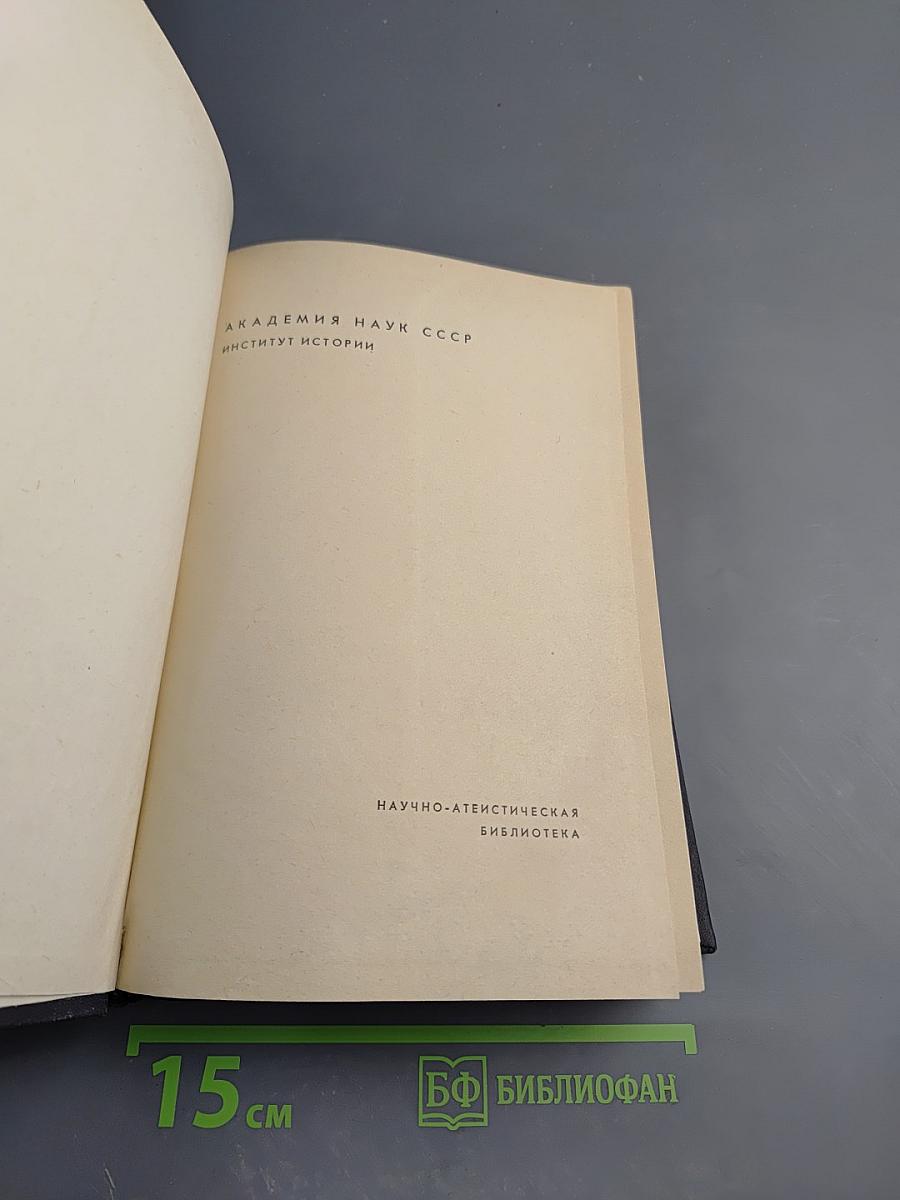 АКАДЕМИЯ НАУК СССР
ИНСТИТУТ ИСТОРИИ
НАУЧНО-АТЕИСТИЧЕСКАЯ
БИБЛИОТЕКА
15 СМ
БФ БИБЛИОФАН